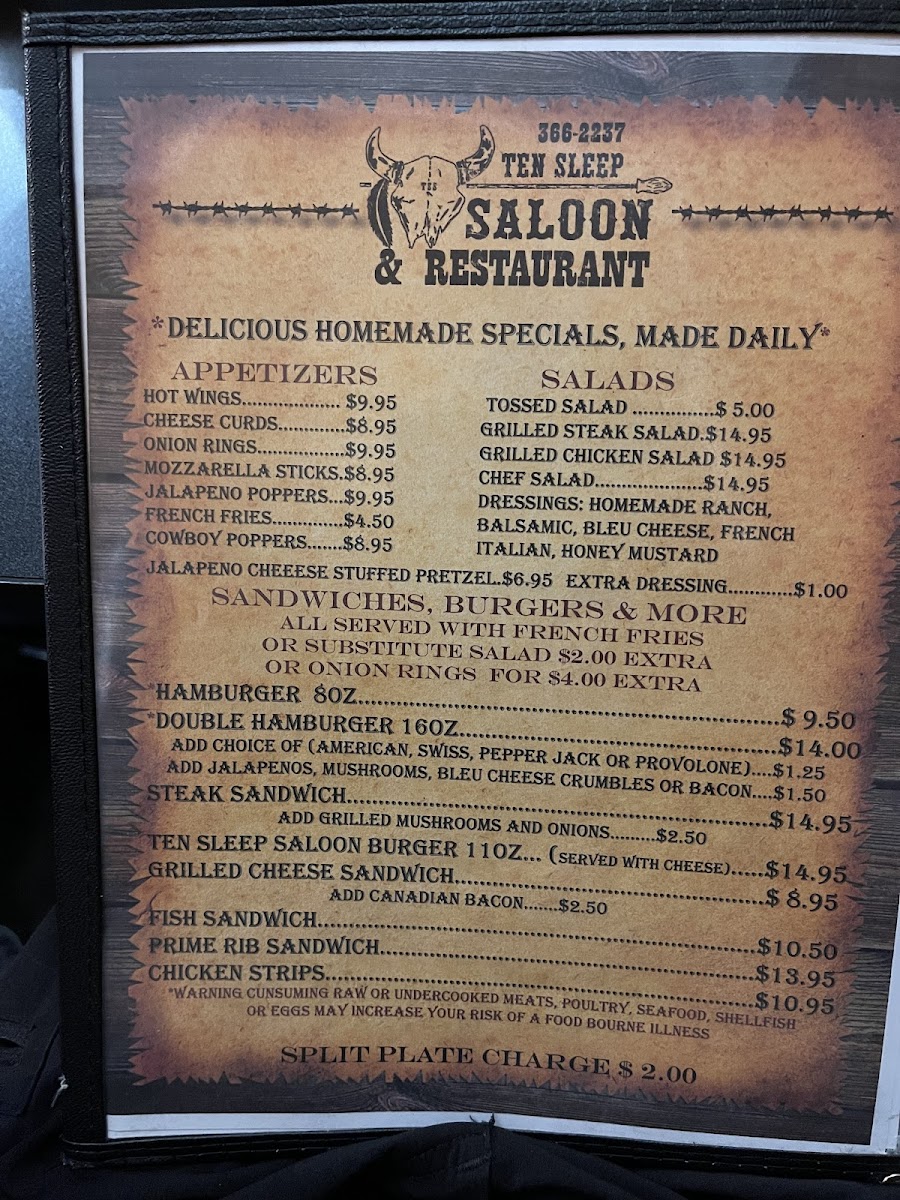 366-2237
TEN SLEEP
TSS
SALOON
& RESTAURANT
*DELICIOUS HOMEMADE SPECIALS, MADE DAILY*
APPETIZERS
HOT WINGS.................... $9.95
CHEESE CURDS.............$8.95
ONION RINGS.................$9.95
MOZZARELLA STICKS.$8.95
JALAPENO POPPERS...$9.95
FRENCH FRIES..............$4.50
COWBOY POPPERS.......$8.95
JALAPENO CHEEESE STUFFED PRETZEL.$6.95
SALADS
TOSSED SALAD ...............$ 5.00
GRILLED STEAK SALAD.$14.95
GRILLED CHICKEN SALAD $14.95
CHEF SALAD.....................$14.95
DRESSINGS: HOMEMADE RANCH,
BALSAMIC, BLEU CHEESE, FRENCH
ITALIAN, HONEY MUSTARD
EXTRA DRESSING............$1.00
SANDWICHES, BURGERS & MORE
ALL SERVED WITH FRENCH FRIES
OR SUBSTITUTE SALAD $2.00 EXTRA
OR ONION RINGS FOR $4.00 EXTRA
*HAMBURGER 8OZ..........................................................$ 9.50
*DOUBLE HAMBURGER 16OZ.............................................$14.00
ADD CHOICE OF (AMERICAN, SWISS, PEPPER JACK OR PROVOLONE)....$1.25
ADD JALAPENOS, MUSHROOMS, BLEU CHEESE CRUMBLES OR BACON....$1.50
STEAK SANDWICH..........................................................$14.95
ADD GRILLED MUSHROOMS AND ONIONS.........$2.50
TEN SLEEP SALOON BURGER 11OZ... (SERVED WITH CHEESE).....$14.95
GRILLED CHEESE SANDWICH...........................................$ 8.95
ADD CANADIAN BACON.......$2.50
FISH SANDWICH............................................................$10.50
PRIME RIB SANDWICH....................................................$13.95
CHICKEN STRIPS...........................................................$10.95
*WARNING CUNSUMING RAW OR UNDERCOOKED MEATS, POULTRY, SEAFOOD, SHELLFISH
OR EGGS MAY INCREASE YOUR RISK OF A FOOD BOURNE ILLNESS
SPLIT PLATE CHARGE $ 2.00